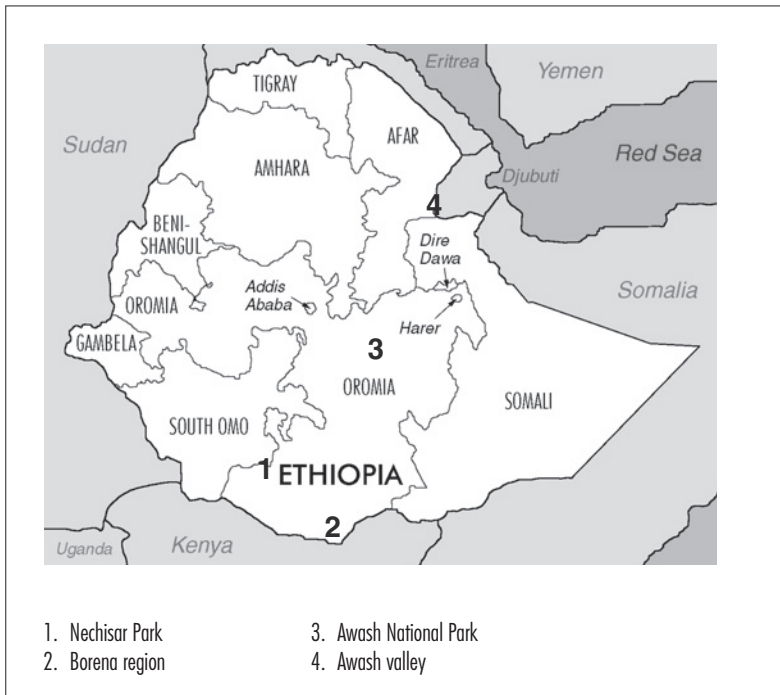 Eritrea
Yemen
TIGRAY
Sudan
AFAR
Red Sea
AMHARA
Djubuti
4
BENI-
SHANGUL
Dire
Dawa
Addis
Ababa
Somalia
OROMIA
Harer
GAMBELA
3
OROMIA
SOMALI
SOUTH OMO
1
ETHIOPIA
2
Uganda
Kenya
1. Nechisar Park
2. Borena region
3. Awash National Park
4. Awash valley